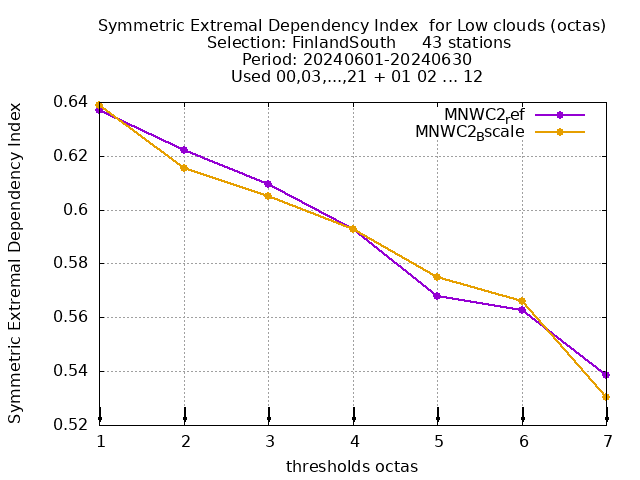 Symmetric Extremal Dependency Index  for Low clouds (octas)
Selection: FinlandSouth     43 stations
Period: 20240601-20240630
Used 00,03,...,21 + 01 02 ... 12
MNWC2ref
MNWC2Bscale
Symmetric Extremal Dependency Index
0.64
0.62
0.6
0.58
0.56
0.54
0.52
1 2 3 4 5 6 7
thresholds octas